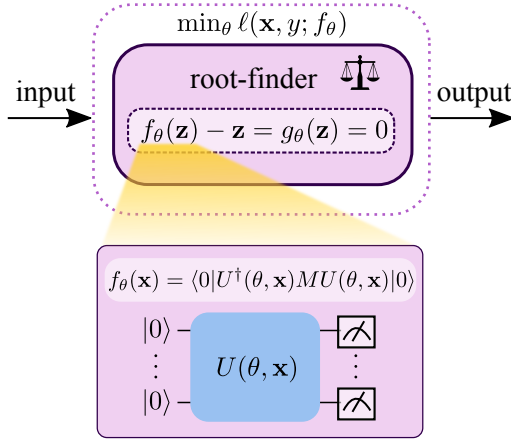 min_θ ℓ(𝐱, y; f_θ)
root-finder
input
output
f_θ(𝐳) − 𝐳 = g_θ(𝐳) = 0
f_θ(𝐱) = ⟨0|U†(θ, 𝐱)MU(θ, 𝐱)|0⟩
|0⟩
⋮ ⋮
U(θ, 𝐱)
|0⟩